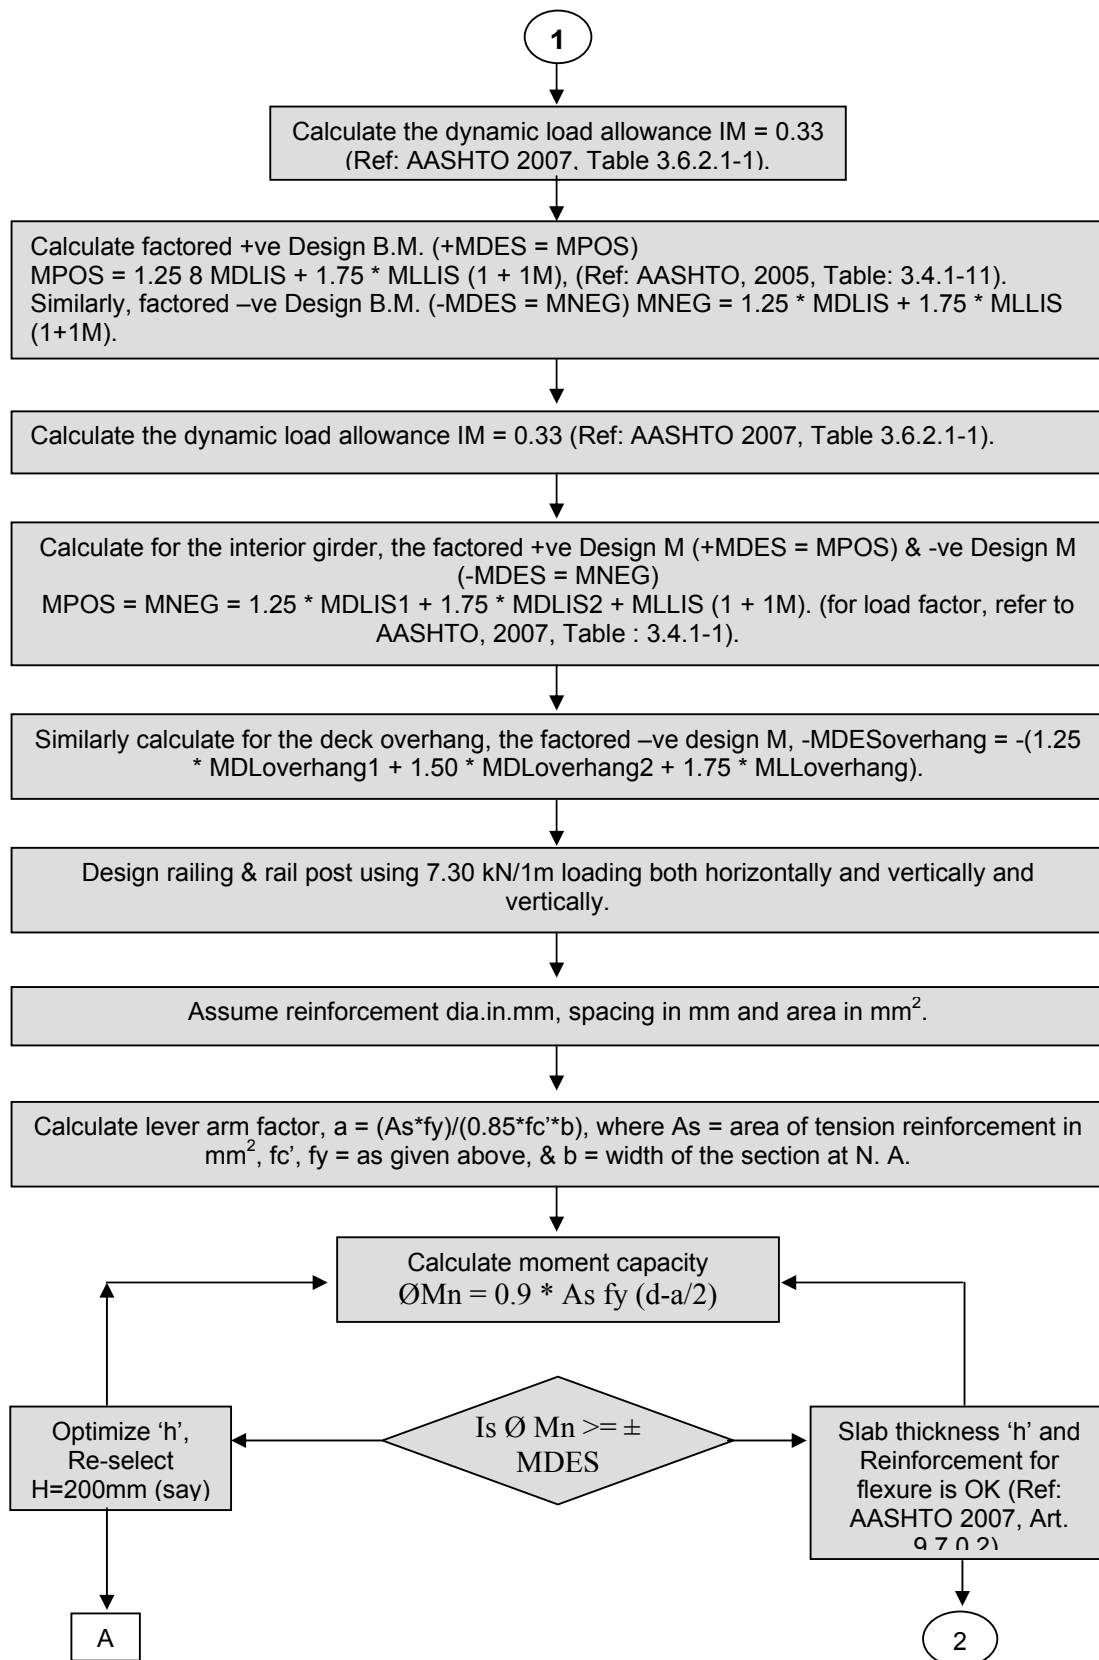 1
Calculate the dynamic load allowance IM = 0.33
(Ref: AASHTO 2007, Table 3.6.2.1-1).
Calculate factored +ve Design B.M. (+MDES = MPOS)
MPOS = 1.25 8 MDLIS + 1.75 * MLLIS (1 + 1M), (Ref: AASHTO, 2005, Table: 3.4.1-11).
Similarly, factored –ve Design B.M. (-MDES = MNEG) MNEG = 1.25 * MDLIS + 1.75 * MLLIS
(1+1M).
Calculate the dynamic load allowance IM = 0.33 (Ref: AASHTO 2007, Table 3.6.2.1-1).
Calculate for the interior girder, the factored +ve Design M (+MDES = MPOS) & -ve Design M
(-MDES = MNEG)
MPOS = MNEG = 1.25 * MDLIS1 + 1.75 * MDLIS2 + MLLIS (1 + 1M). (for load factor, refer to
AASHTO, 2007, Table : 3.4.1-1).
Similarly calculate for the deck overhang, the factored –ve design M, -MDESoverhang = -(1.25
* MDLoverhang1 + 1.50 * MDLoverhang2 + 1.75 * MLLoverhang).
Design railing & rail post using 7.30 kN/1m loading both horizontally and vertically and
vertically.
Assume reinforcement dia.in.mm, spacing in mm and area in mm².
Calculate lever arm factor, a = (As*fy)/(0.85*fc’*b), where As = area of tension reinforcement in
mm², fc’, fy = as given above, & b = width of the section at N. A.
Calculate moment capacity
ØMn = 0.9 * As fy (d-a/2)
Is Ø Mn >= ±
MDES
Optimize ‘h’,
Re-select
H=200mm (say)
Slab thickness ‘h’ and
Reinforcement for
flexure is OK (Ref:
AASHTO 2007, Art.
9.7.0.2)
A
2